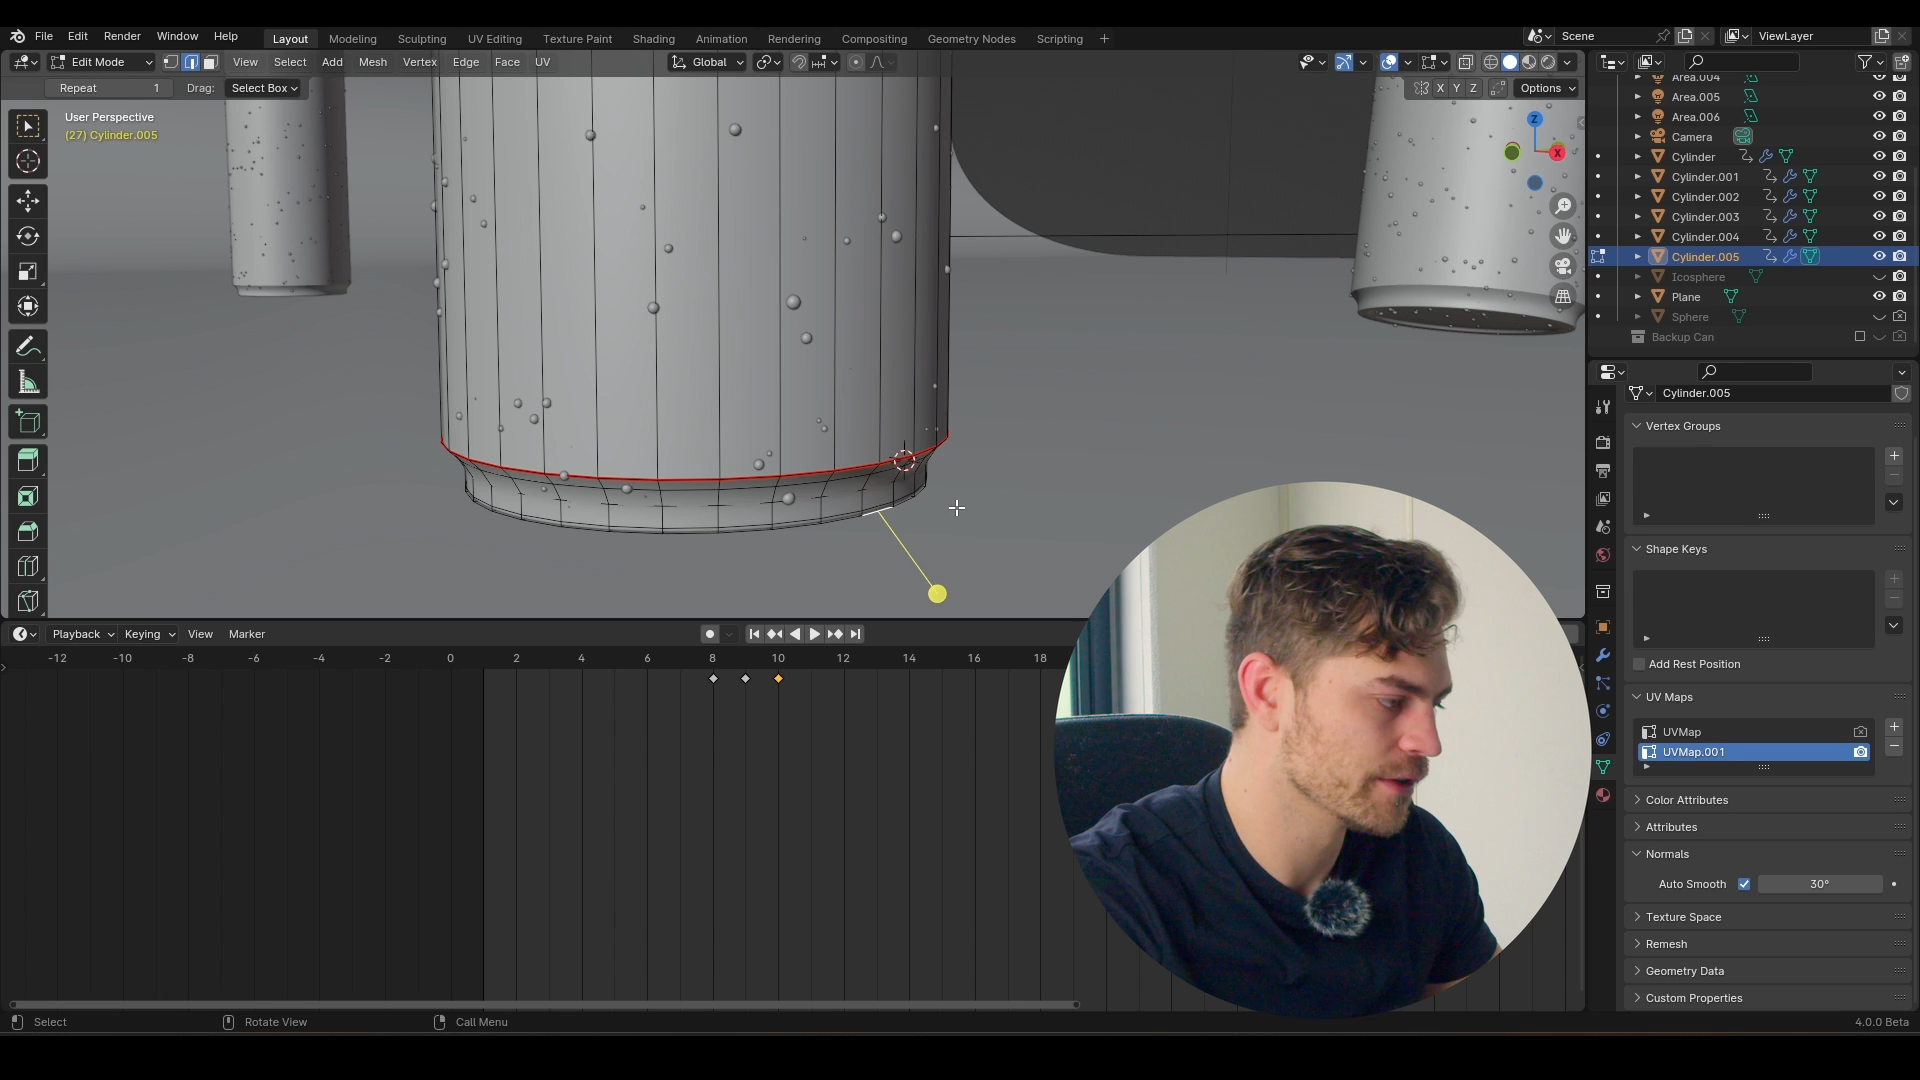 File Edit Render Window Help
Layout Modeling Sculpting UV Editing Texture Paint Shading Animation Rendering Compositing Geometry Nodes Scripting +
Scene
ViewLayer
Edit Mode View Select Add Mesh Vertex Edge Face UV
Global
Repeat 1 Drag: Select Box
X Y Z Options
User Perspective
(27) Cylinder.005
Z
X
Area.004
Area.005
Area.006
Camera
Cylinder
Cylinder.001
Cylinder.002
Cylinder.003
Cylinder.004
Cylinder.005
Icosphere
Plane
Sphere
Backup Can
Cylinder.005
Vertex Groups
Shape Keys
Add Rest Position
UV Maps
UVMap
UVMap.001
Color Attributes
Attributes
Normals
Auto Smooth 30°
Texture Space
Remesh
Geometry Data
Custom Properties
Playback Keying View Marker
-12 -10 -8 -6 -4 -2 0 2 4 6 8 10 12 14 16 18
Select Rotate View Call Menu
4.0.0 Beta